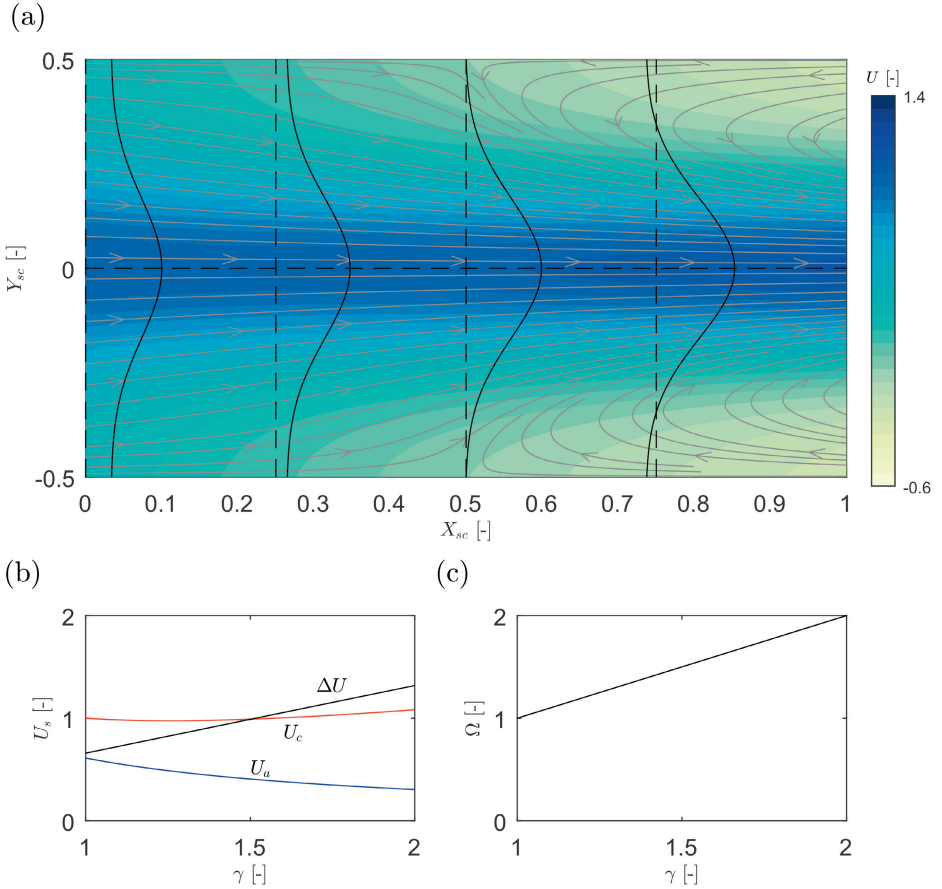 (a)
U [-]
1.4
-0.6
0.5
0
-0.5
Y_sc [-]
0 0.1 0.2 0.3 0.4 0.5 0.6 0.7 0.8 0.9 1
X_sc [-]
(b)
2
1
0
U_s [-]
ΔU
U_c
U_a
1 1.5 2
γ [-]
(c)
2
1
0
Ω [-]
1 1.5 2
γ [-]